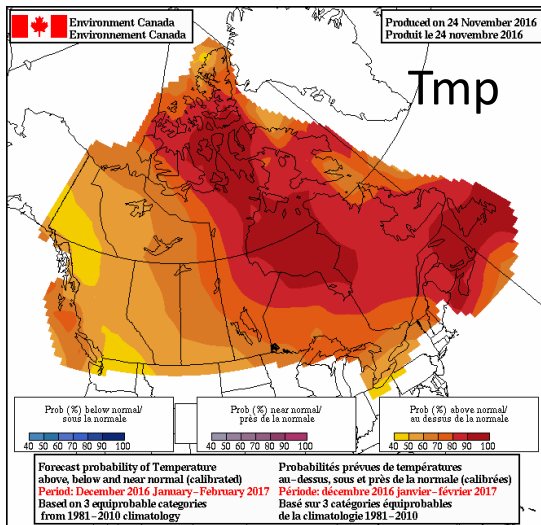 Environment Canada
Environnement Canada
Produced on 24 November 2016
Produit le 24 novembre 2016
Tmp
Prob (%) below normal/
sous la normale
40 50 60 70 80 90 100
Prob (%) near normal/
près de la normale
40 50 60 70 80 90 100
Prob (%) above normal/
au dessus de la normale
40 50 60 70 80 90 100
Forecast probability of Temperature
above, below and near normal (calibrated)
Period: December 2016 January-February 2017
Based on 3 equiprobable categories
from 1981-2010 climatology
Probabilités prévues de températures
au-dessus, sous et près de la normale (calibrées)
Période: décembre 2016 janvier-février 2017
Basé sur 3 catégories équiprobables
de la climatologie 1981-2010